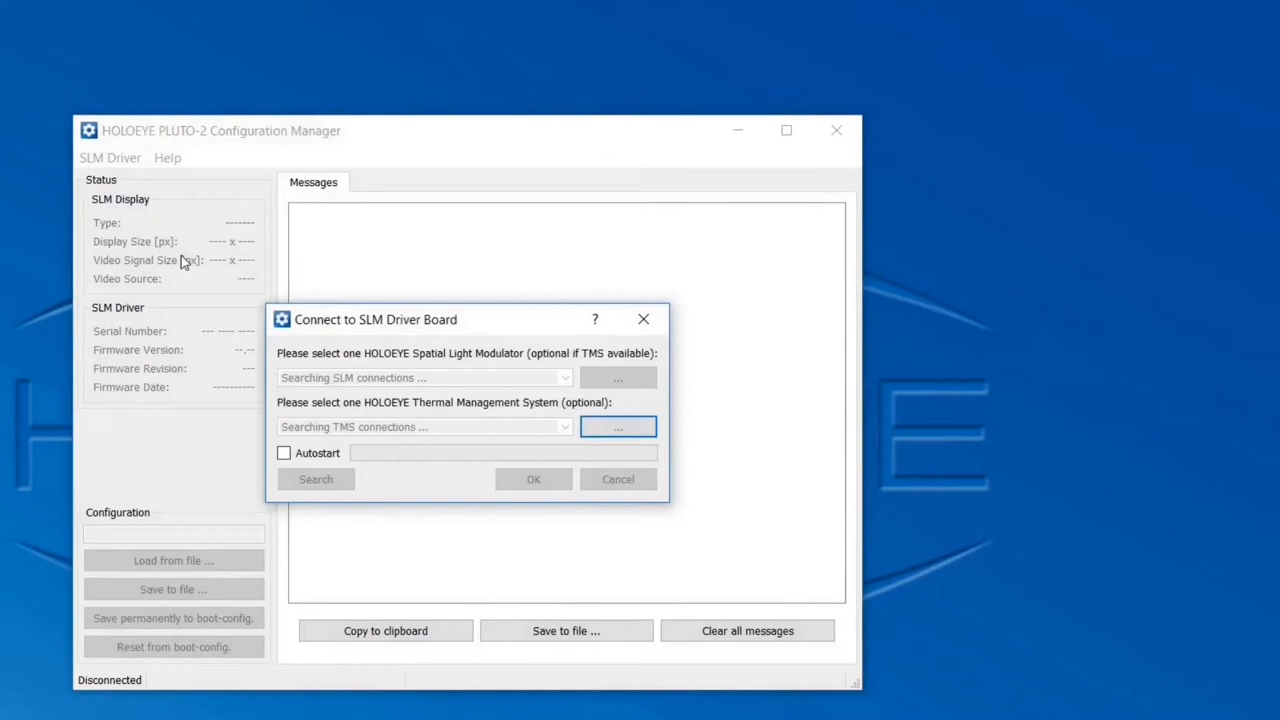 HOLOEYE PLUTO-2 Configuration Manager
SLM Driver Help
Status
SLM Display
Type: -------
Display Size [px]: ---- x ----
Video Signal Size [px]: ---- x ----
Video Source: ----
SLM Driver
Serial Number: --- ---- ----
Firmware Version: --.--
Firmware Revision: ---
Firmware Date: ----------
Messages
Connect to SLM Driver Board ?
Please select one HOLOEYE Spatial Light Modulator (optional if TMS available):
Searching SLM connections ... ...
Please select one HOLOEYE Thermal Management System (optional):
Searching TMS connections ... ...
Autostart
Search OK Cancel
Configuration
Load from file ...
Save to file ...
Save permanently to boot-config.
Reset from boot-config.
Copy to clipboard Save to file ... Clear all messages
Disconnected
H E